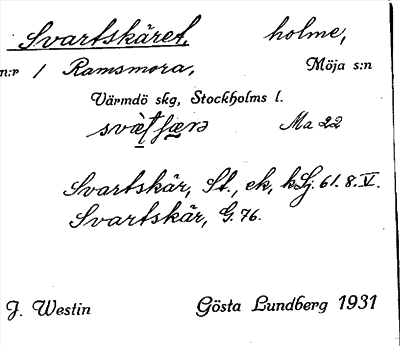 Svartskäret, holme,
n:r 1 Ramsmora, Möja s:n
Värmdö skg, Stockholms l.
Ma 22
Svartskär, St., ek, kLj. 61. 8. V.
Svartskär, G. 76.
J. Westin Gösta Lundberg 1931